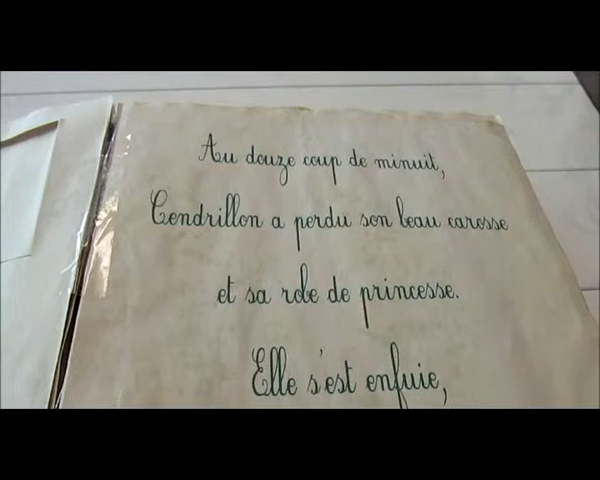 Au douze coup de minuit,
Cendrillon a perdu son beau carosse
et sa robe de princesse.
Elle s'est enfuie,